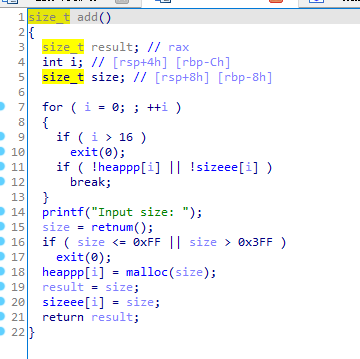 1 size_t add()
2 {
3 size_t result; // rax
4 int i; // [rsp+4h] [rbp-Ch]
5 size_t size; // [rsp+8h] [rbp-8h]
6
7 for ( i = 0; ; ++i )
8 {
9 if ( i > 16 )
10 exit(0);
11 if ( !heappp[i] || !sizeee[i] )
12 break;
13 }
14 printf("Input size: ");
15 size = retnum();
16 if ( size <= 0xFF || size > 0x3FF )
17 exit(0);
18 heappp[i] = malloc(size);
19 result = size;
20 sizeee[i] = size;
21 return result;
22 }